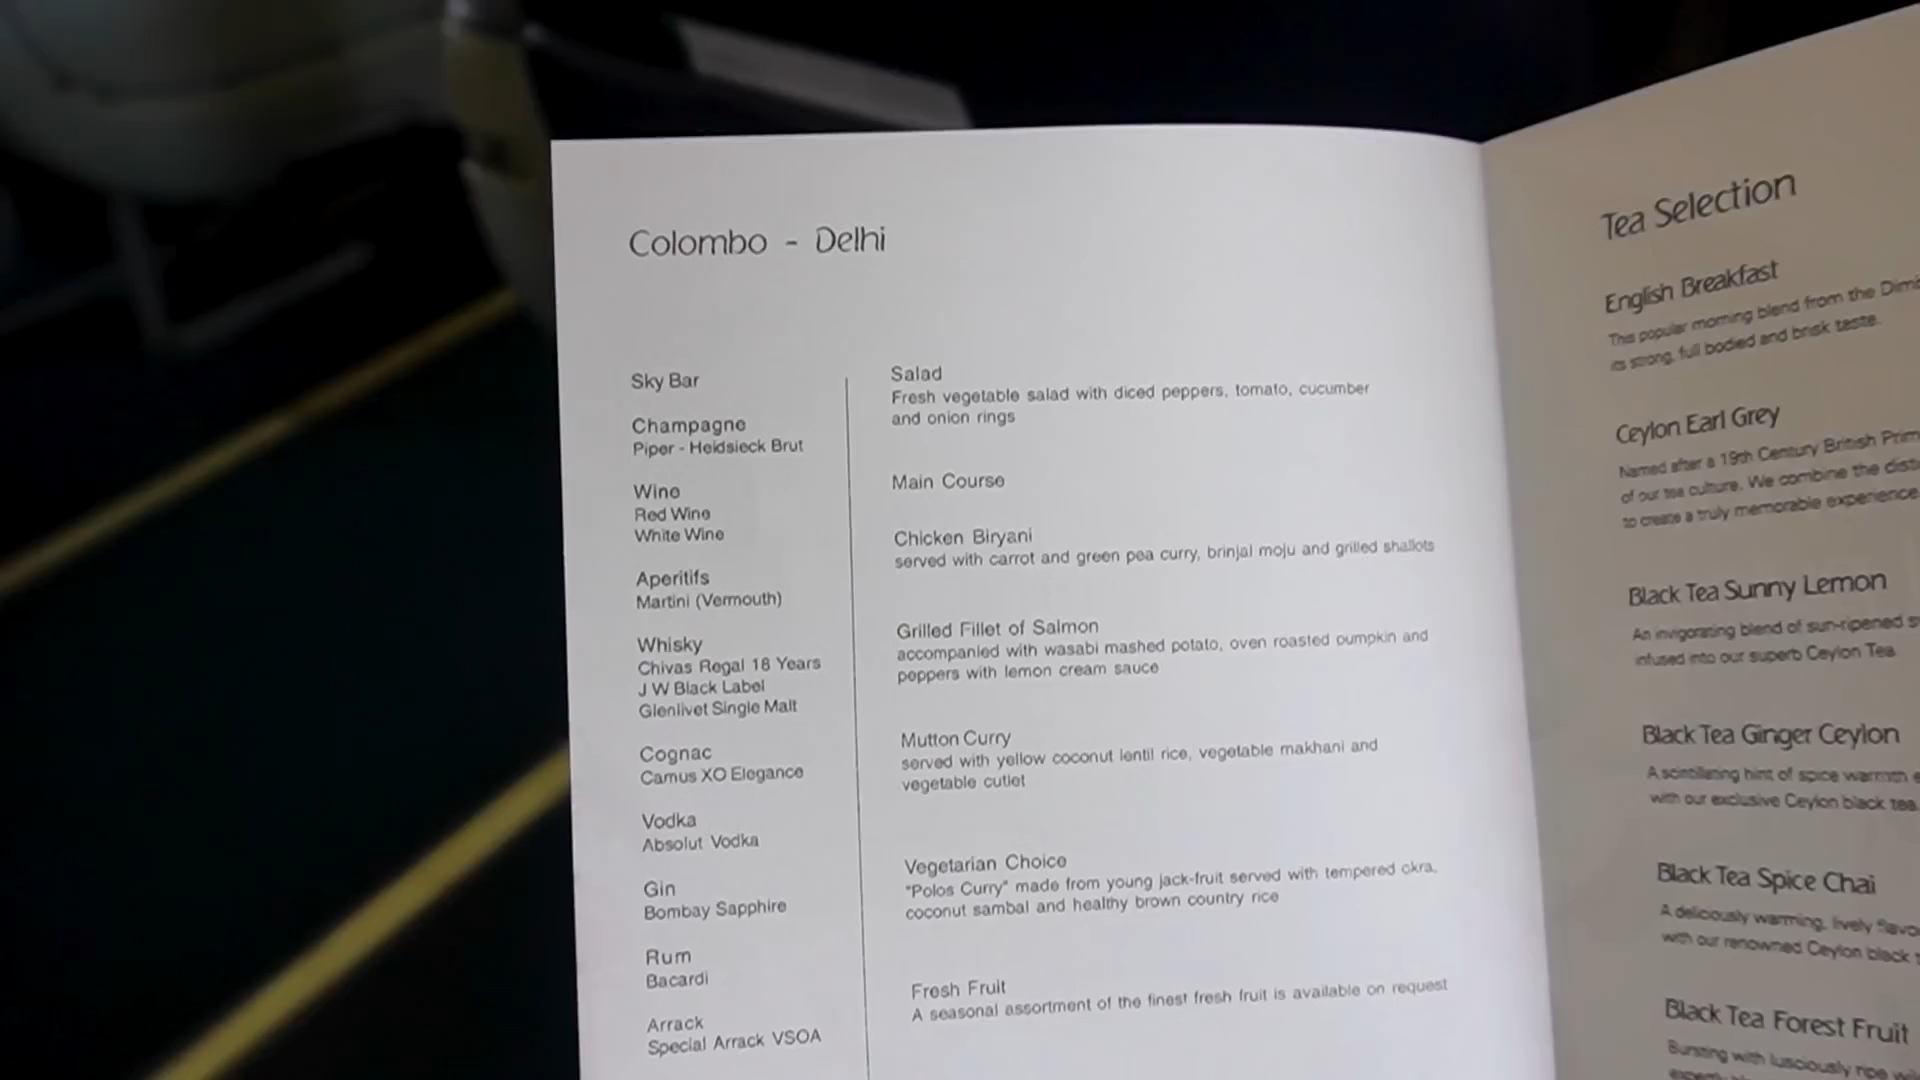 Colombo - Delhi
Sky Bar
Champagne
Piper - Heidsieck Brut
Wine
Red Wine
White Wine
Aperitifs
Martini (Vermouth)
Whisky
Chivas Regal 18 Years
J W Black Label
Glenlivet Single Malt
Cognac
Camus XO Elegance
Vodka
Absolut Vodka
Gin
Bombay Sapphire
Rum
Bacardi
Arrack
Special Arrack VSOA
Salad
Fresh vegetable salad with diced peppers, tomato, cucumber
and onion rings
Main Course
Chicken Biryani
served with carrot and green pea curry, brinjal moju and grilled shallots
Grilled Fillet of Salmon
accompanied with wasabi mashed potato, oven roasted pumpkin and
peppers with lemon cream sauce
Mutton Curry
served with yellow coconut lentil rice, vegetable makhani and
vegetable cutlet
Vegetarian Choice
"Polos Curry" made from young jack-fruit served with tempered okra,
coconut sambal and healthy brown country rice
Fresh Fruit
A seasonal assortment of the finest fresh fruit is available on request
Tea Selection
English Breakfast
This popular morning blend from the
its strong, full bodied and brisk taste.
Ceylon Earl Grey
Named after a 19th Century British
of our tea culture. We combine the
to create a truly memorable experience
Black Tea Sunny Lemon
An invigorating blend of sun-ripened
infused into our superb Ceylon Tea
Black Tea Ginger Ceylon
A scintillating hint of spice warmth
with our exclusive Ceylon black tea.
Black Tea Spice Chai
A deliciously warming, lively
with our renowned Ceylon black
Black Tea Forest Fruit
Bursting with lusciously ripe